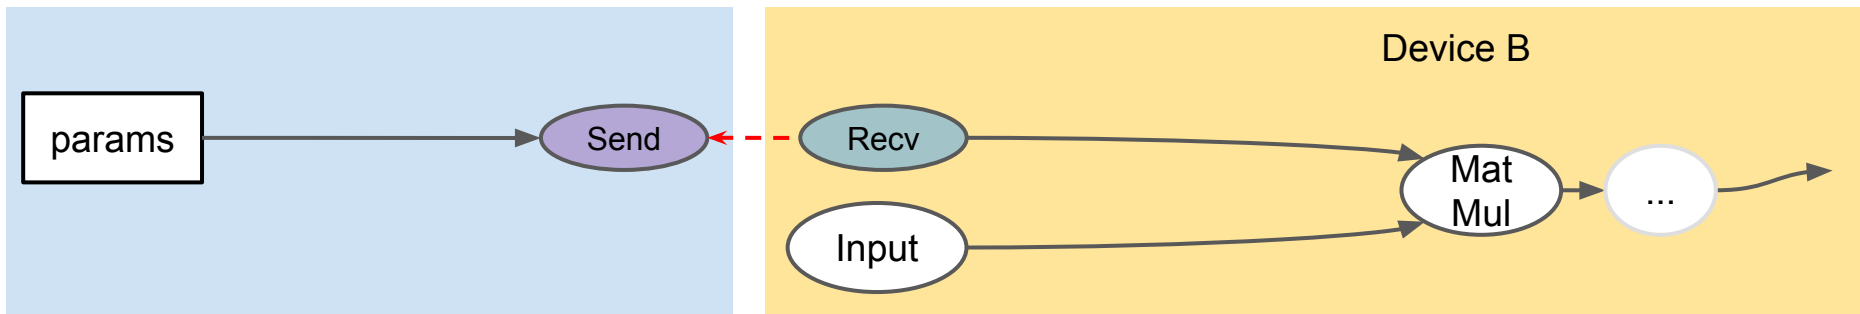 Device B
params
Send
Recv
Input
Mat
Mul
...